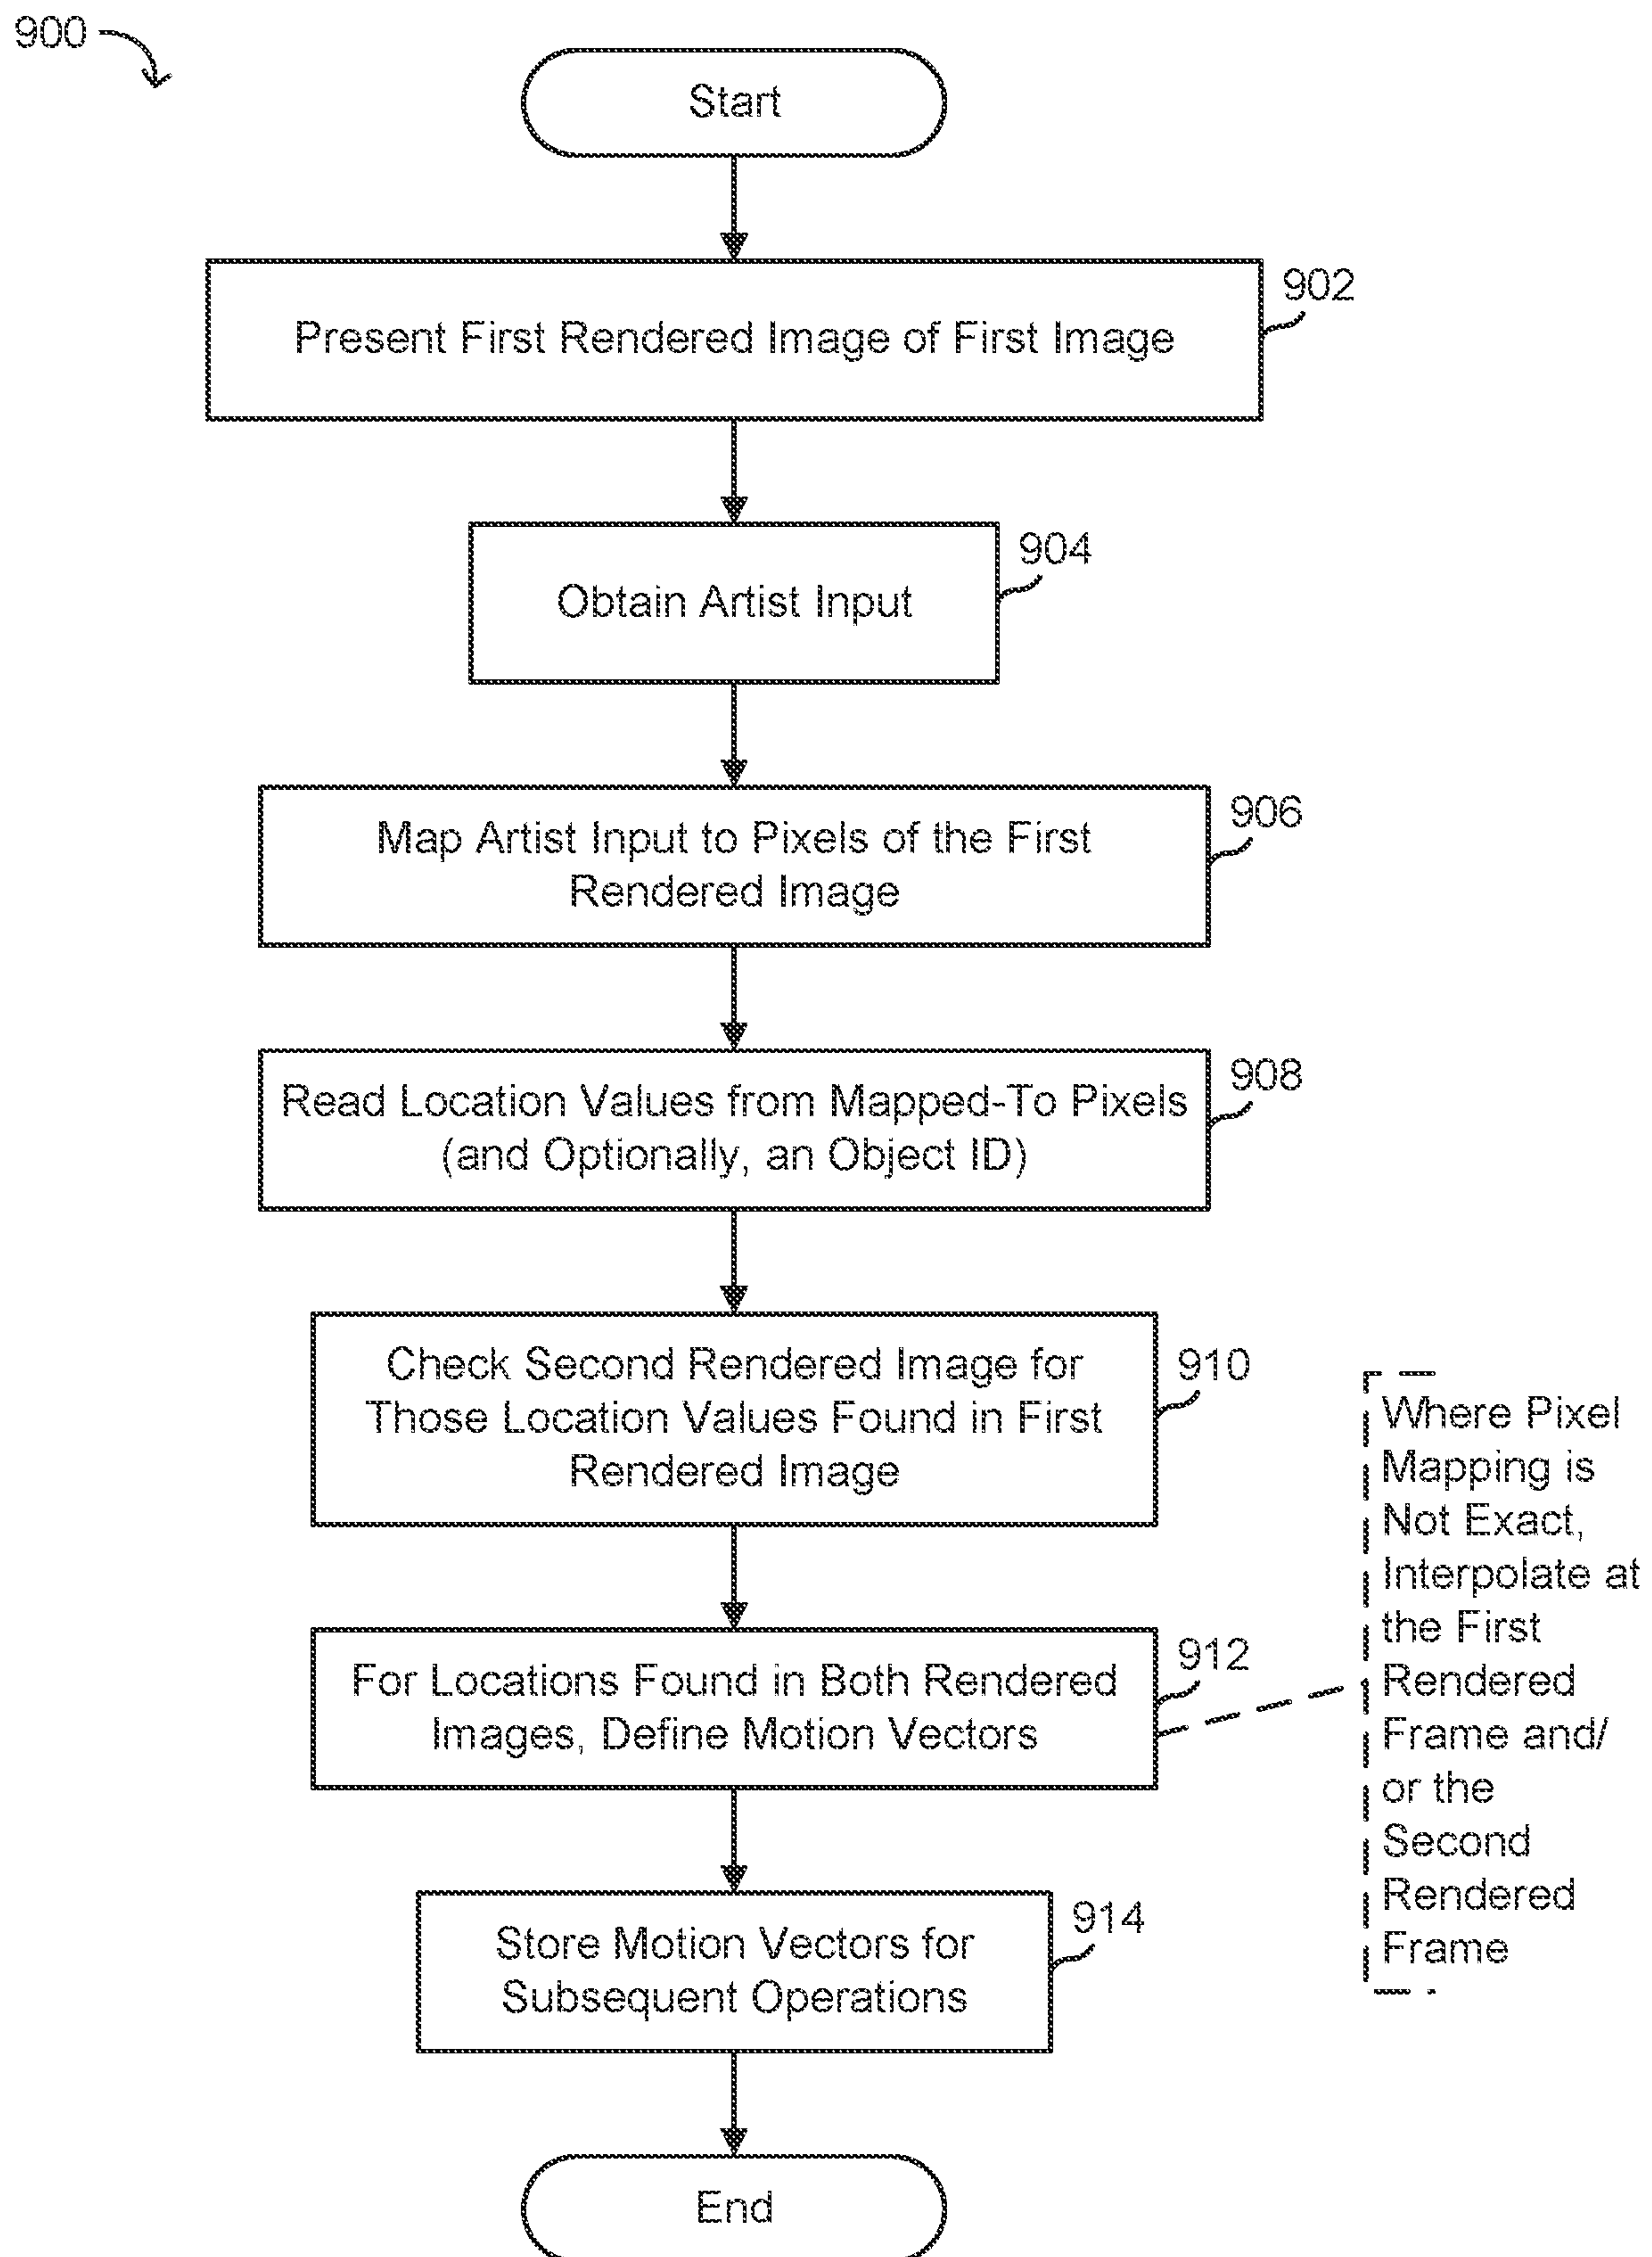 900
Start
902
Present First Rendered Image of First Image
904
Obtain Artist Input
906
Map Artist Input to Pixels of the First
Rendered Image
908
Read Location Values from Mapped-To Pixels
(and Optionally, an Object ID)
910
Check Second Rendered Image for
Those Location Values Found in First
Rendered Image
912
For Locations Found in Both Rendered
Images, Define Motion Vectors
Where Pixel
Mapping is
Not Exact,
Interpolate at
the First
Rendered
Frame and/
or the
Second
Rendered
Frame
914
Store Motion Vectors for
Subsequent Operations
End